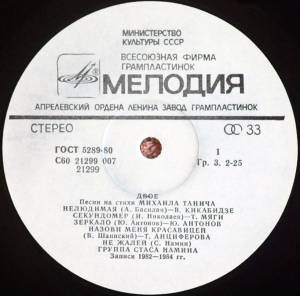 МИНИСТЕРСТВО
КУЛЬТУРЫ СССР
ВСЕСОЮЗНАЯ ФИРМА
ГРАМПЛАСТИНОК
МЕЛОДИЯ
АПРЕЛЕВСКИЙ ОРДЕНА ЛЕНИНА ЗАВОД ГРАМПЛАСТИНОК
СТЕРЕО 33
ГОСТ 5289-80 1
С60 21299 007 Гр. 3. 2-25
21299
ДВОЕ
Песни на стихи МИХАИЛА ТАНИЧА
НЕЛЮДИМАЯ (А. Басилая) — В. КИКАБИДЗЕ
СЕКУНДОМЕР (И. Николаев) — Т. МЯГИ
ЗЕРКАЛО (Ю. Антонов) — Ю. АНТОНОВ
НАЗОВИ МЕНЯ КРАСАВИЦЕЙ
(В. Шаинский) — Т. АНЦИФЕРОВА
НЕ ЖАЛЕЙ (С. Намин)
ГРУППА СТАСА НАМИНА
Записи 1982—1984 гг.